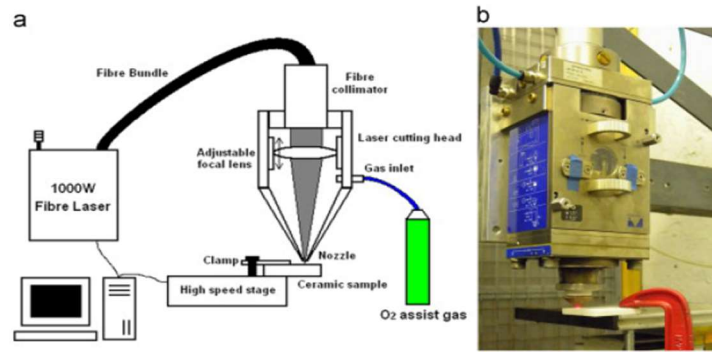 a
b
Fibre Bundle
Fibre
collimator
Adjustable
focal lens
Laser cutting head
Gas inlet
1000W
Fibre Laser
Clamp
Nozzle
High speed stage
Ceramic sample
O₂ assist gas